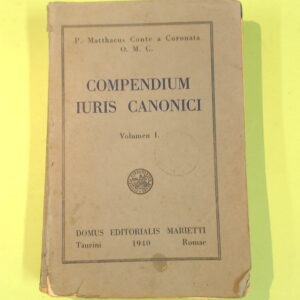 P. Matthaeus Conte a Coronata
O. M. C.
COMPENDIUM
IURIS CANONICI
Volumen I.
DOMUS EDITORIALIS MARIETTI
Taurini 1940 Romae